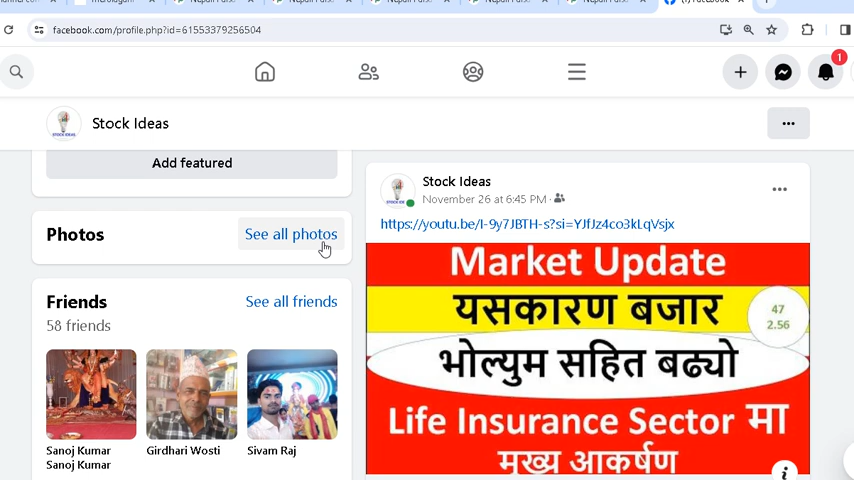 facebook.com/profile.php?id=61553379256504
1
Stock Ideas
Add featured
Photos
See all photos
Friends
See all friends
58 friends
Sanoj Kumar
Sanoj Kumar
Girdhari Wosti
Sivam Raj
Stock Ideas
November 26 at 6:45 PM
https://youtu.be/I-9y7JBTH-s?si=YJfJz4co3kLqVsjx
Market Update
यसकारण बजार
47
2.56
भोल्युम सहित बढ्यो
Life Insurance Sector मा
मुख्य आकर्षण